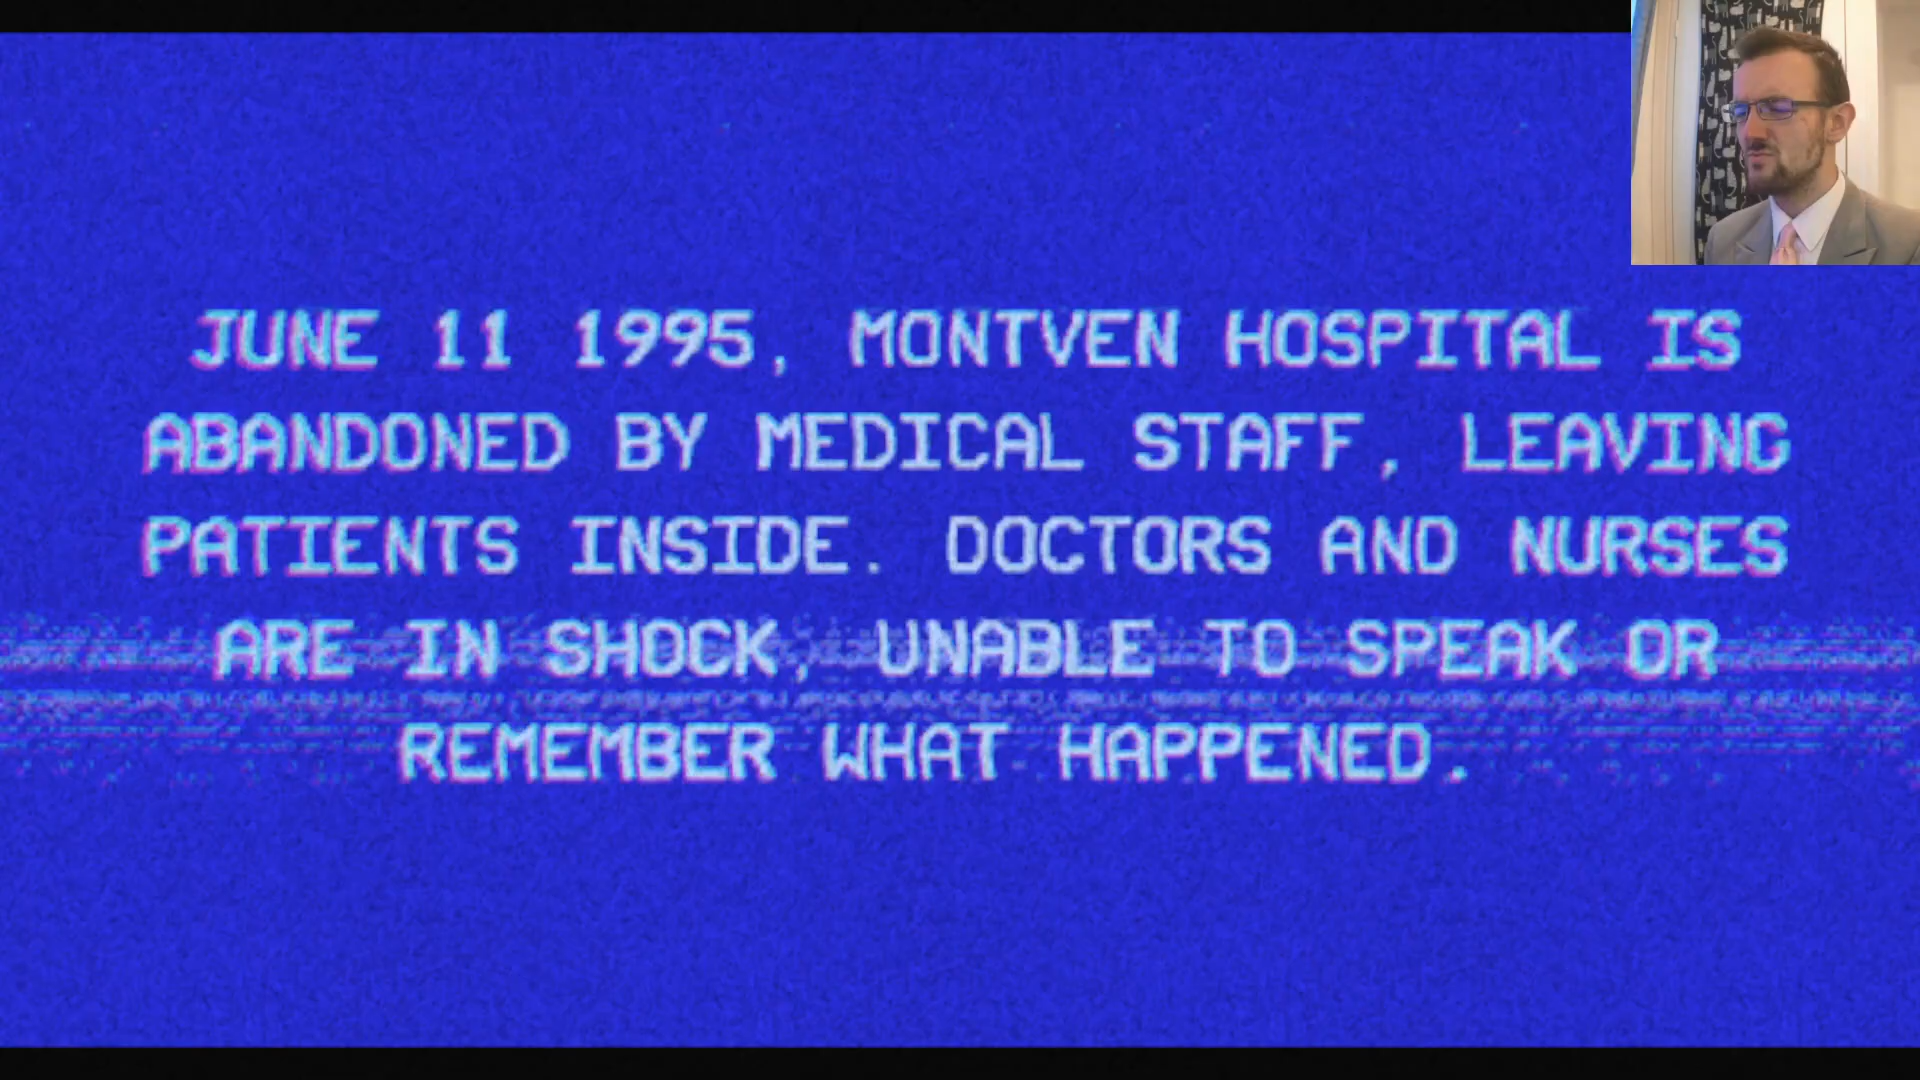 JUNE 11 1995, MONTVEN HOSPITAL IS
ABANDONED BY MEDICAL STAFF, LEAVING
PATIENTS INSIDE. DOCTORS AND NURSES
ARE IN SHOCK, UNABLE TO SPEAK OR
REMEMBER WHAT HAPPENED.